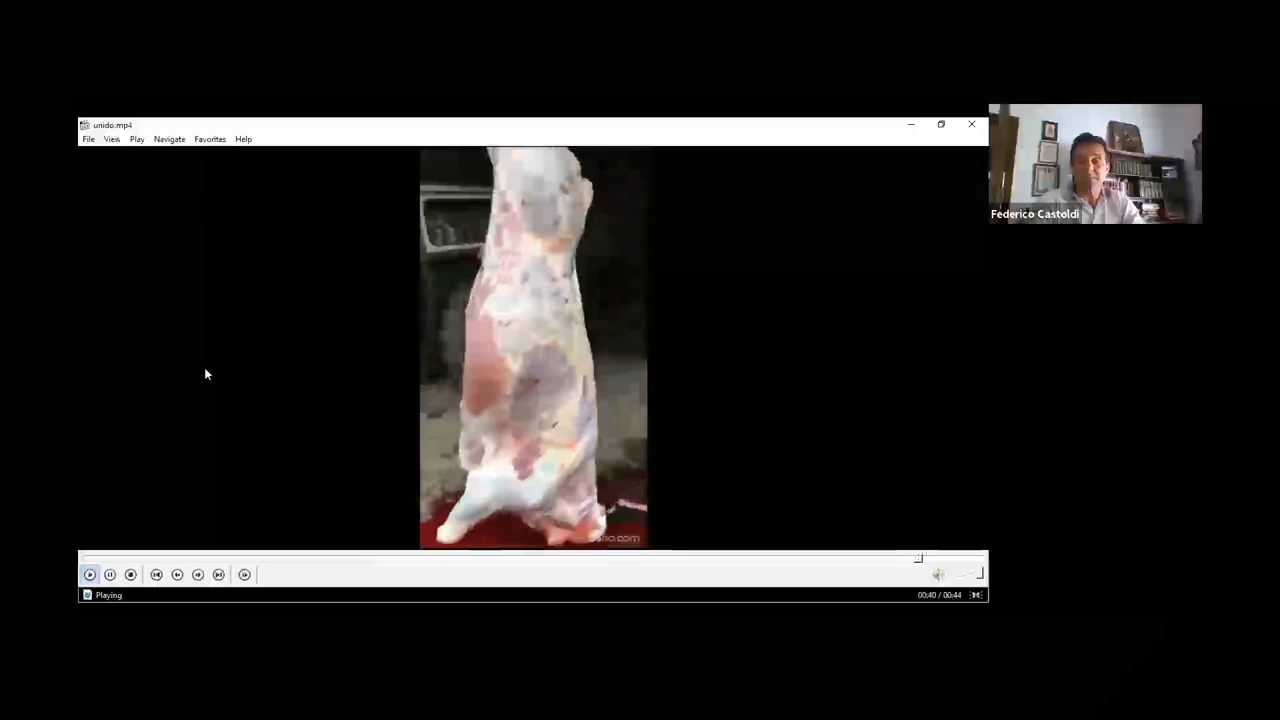 unido.mp4
File View Play Navigate Favorites Help
Federico Castoldi
Playing
00:40 / 00:44